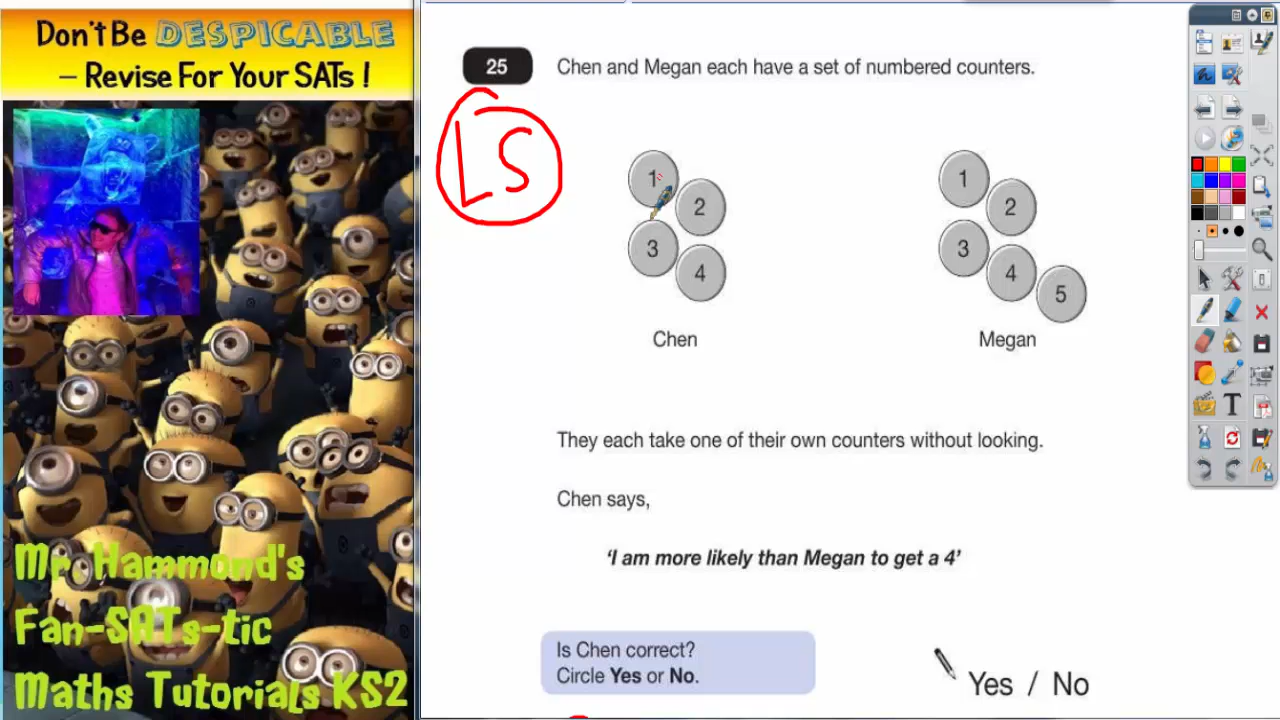 Don't Be DESPICABLE
– Revise For Your SATs !
Mr. Hammond's
Fan-SATs-tic
Maths Tutorials KS2
25
Chen and Megan each have a set of numbered counters.
LS
1
2
3
4
Chen
1
2
3
4
5
Megan
They each take one of their own counters without looking.
Chen says,
‘I am more likely than Megan to get a 4’
Is Chen correct?
Circle Yes or No.
Yes / No
T